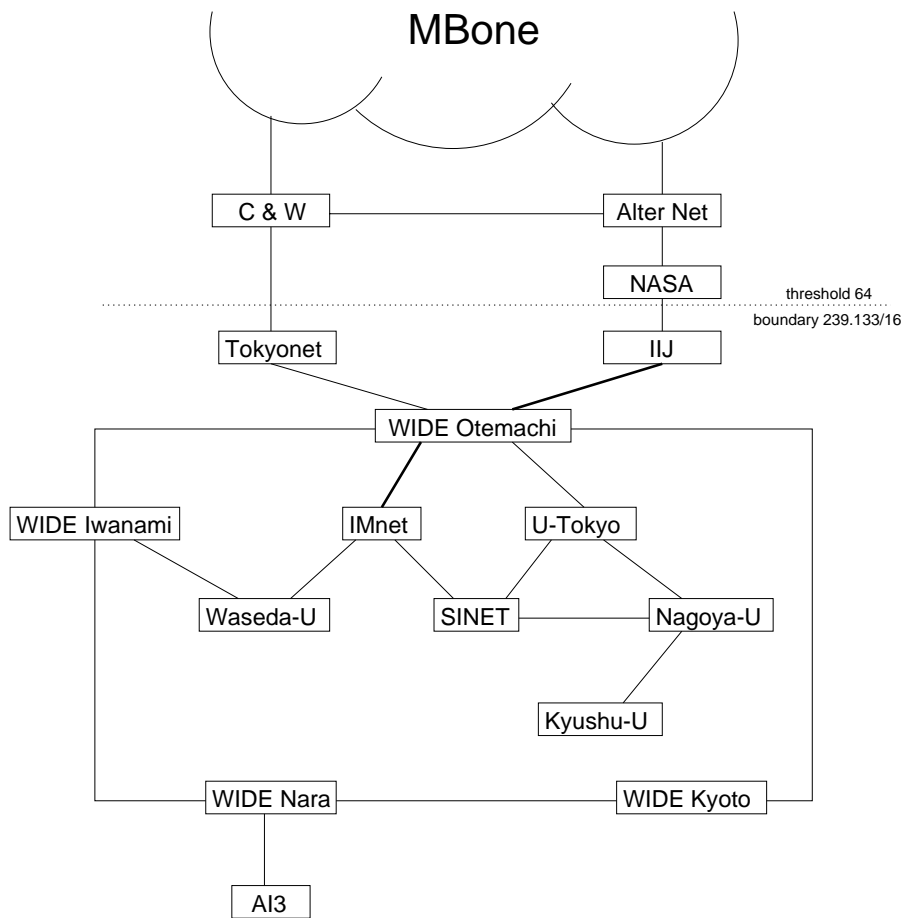 MBone
C & W
Alter Net
NASA
threshold 64
boundary 239.133/16
Tokyonet
IIJ
WIDE Otemachi
WIDE Iwanami
IMnet
U-Tokyo
Waseda-U
SINET
Nagoya-U
Kyushu-U
WIDE Nara
WIDE Kyoto
AI3